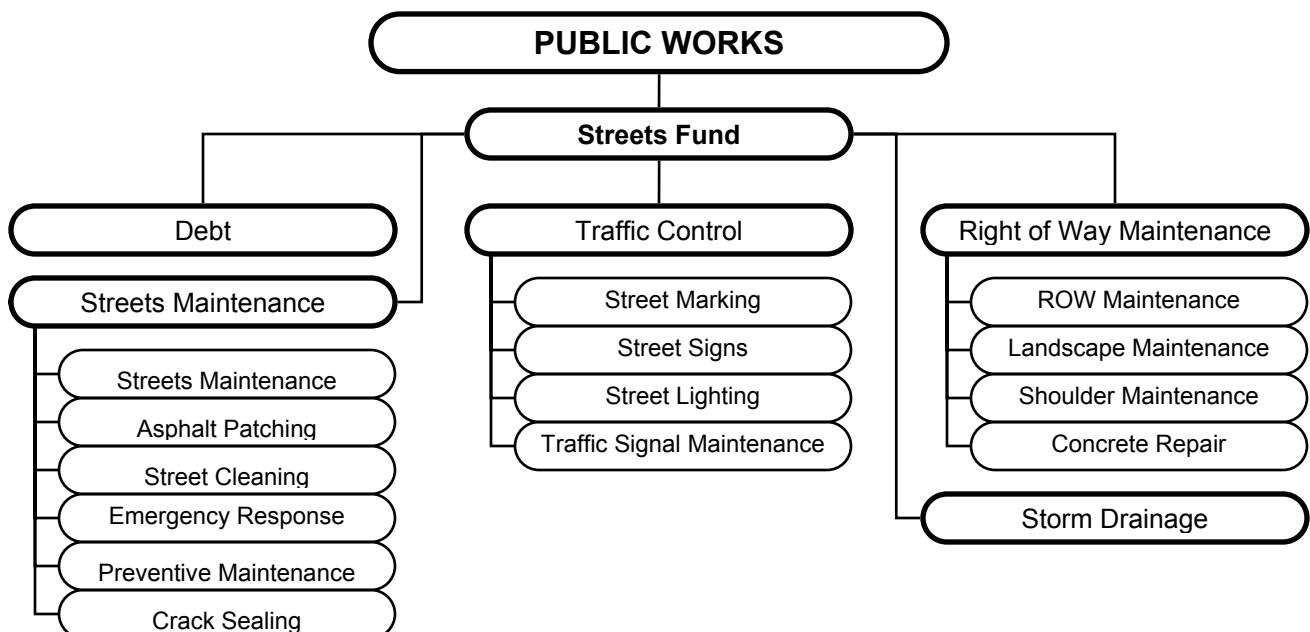 PUBLIC WORKS
Streets Fund
Debt
Streets Maintenance
Streets Maintenance
Asphalt Patching
Street Cleaning
Emergency Response
Preventive Maintenance
Crack Sealing
Traffic Control
Street Marking
Street Signs
Street Lighting
Traffic Signal Maintenance
Right of Way Maintenance
ROW Maintenance
Landscape Maintenance
Shoulder Maintenance
Concrete Repair
Storm Drainage